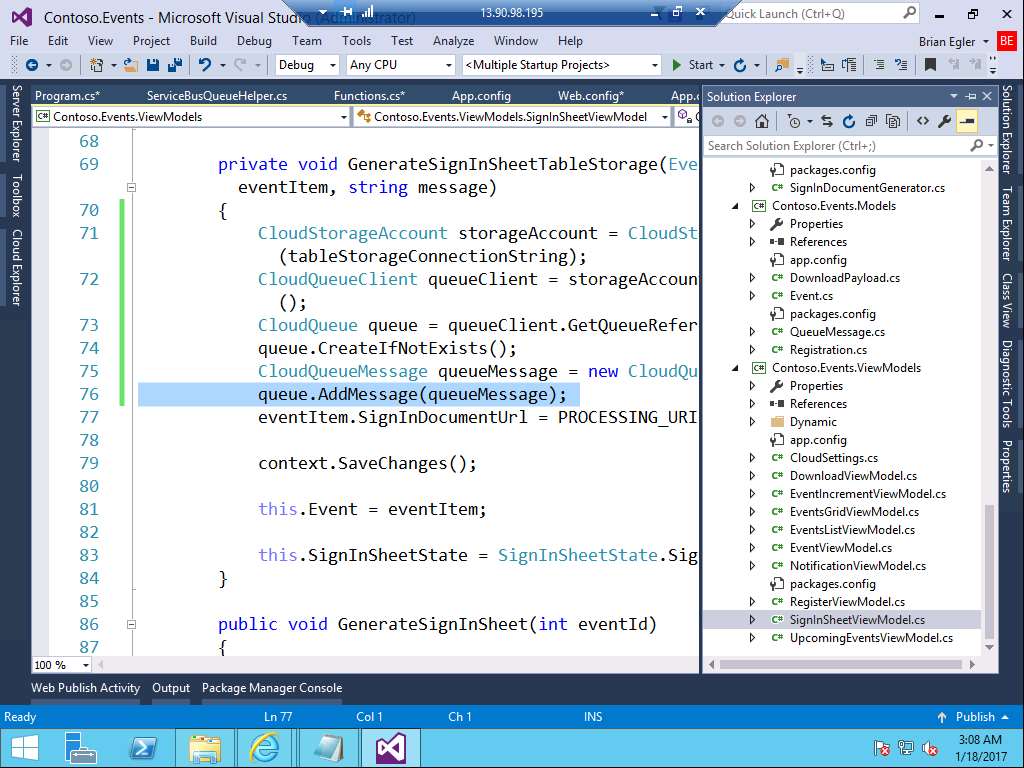 Contoso.Events - Microsoft Visual Studio (Administrator)
13.90.98.195
Quick Launch (Ctrl+Q)
File Edit View Project Build Debug Team Tools Test Analyze Window Help
Brian Egler BE
Debug Any CPU <Multiple Startup Projects> Start
Program.cs* ServiceBusQueueHelper.cs Functions.cs* App.config Web.config* App.c
Contoso.Events.ViewModels Contoso.Events.ViewModels.SignInSheetViewModel
68
69 private void GenerateSignInSheetTableStorage(Eve
eventItem, string message)
70 {
71 CloudStorageAccount storageAccount = CloudSt
(tableStorageConnectionString);
72 CloudQueueClient queueClient = storageAccoun
();
73 CloudQueue queue = queueClient.GetQueueRefer
74 queue.CreateIfNotExists();
75 CloudQueueMessage queueMessage = new CloudQu
76 queue.AddMessage(queueMessage);
77 eventItem.SignInDocumentUrl = PROCESSING_URI
78
79 context.SaveChanges();
80
81 this.Event = eventItem;
82
83 this.SignInSheetState = SignInSheetState.Sig
84 }
85
86 public void GenerateSignInSheet(int eventId)
87 {
100 %
Server Explorer
Toolbox
Cloud Explorer
Solution Explorer
Search Solution Explorer (Ctrl+;)
packages.config
C# SignInDocumentGenerator.cs
C# Contoso.Events.Models
Properties
References
app.config
C# DownloadPayload.cs
C# Event.cs
packages.config
C# QueueMessage.cs
C# Registration.cs
C# Contoso.Events.ViewModels
Properties
References
Dynamic
app.config
C# CloudSettings.cs
C# DownloadViewModel.cs
C# EventIncrementViewModel.cs
C# EventsGridViewModel.cs
C# EventsListViewModel.cs
C# EventViewModel.cs
C# NotificationViewModel.cs
packages.config
C# RegisterViewModel.cs
C# SignInSheetViewModel.cs
C# UpcomingEventsViewModel.cs
Solution Explorer
Team Explorer
Class View
Diagnostic Tools
Properties
Web Publish Activity Output Package Manager Console
Ready Ln 77 Col 1 Ch 1 INS Publish
3:08 AM
1/18/2017